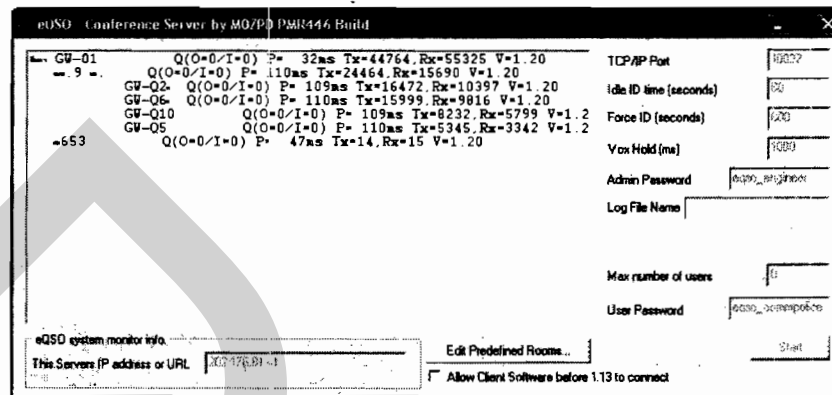 eQSO Conference Server by M0ZPD PMR446 Build
GW-01 Q(O=0/I=0) P= 32ms Tx=44764,Rx=55325 V=1.20
.9 Q(O=0/I=0) P= 110ms Tx=24464,Rx=15690 V=1.20
GW-Q2- Q(O=0/I=0) P= 109ms Tx=16472,Rx=10397 V=1.20
GW-Q6- Q(O=0/I=0) P= 110ms Tx=15999,Rx=9816 V=1.20
GW-Q10 Q(O=0/I=0) P= 109ms Tx=8232,Rx=5799 V=1.2
GW-Q5 Q(O=0/I=0) P= 110ms Tx=5345,Rx=3342 V=1.2
653 Q(O=0/I=0) P= 47ms Tx=14,Rx=15 V=1.20
TCP/IP Port
Idle ID time (seconds) 60
Force ID (seconds) 600
Vox Hold (ms) 1000
Admin Password eqso_engineer
Log File Name
Max number of users 0
User Password
Start
eQSO system monitor info.
This Servers IP address or URL
Edit Predefined Rooms...
Allow Client Software before 1.13 to connect